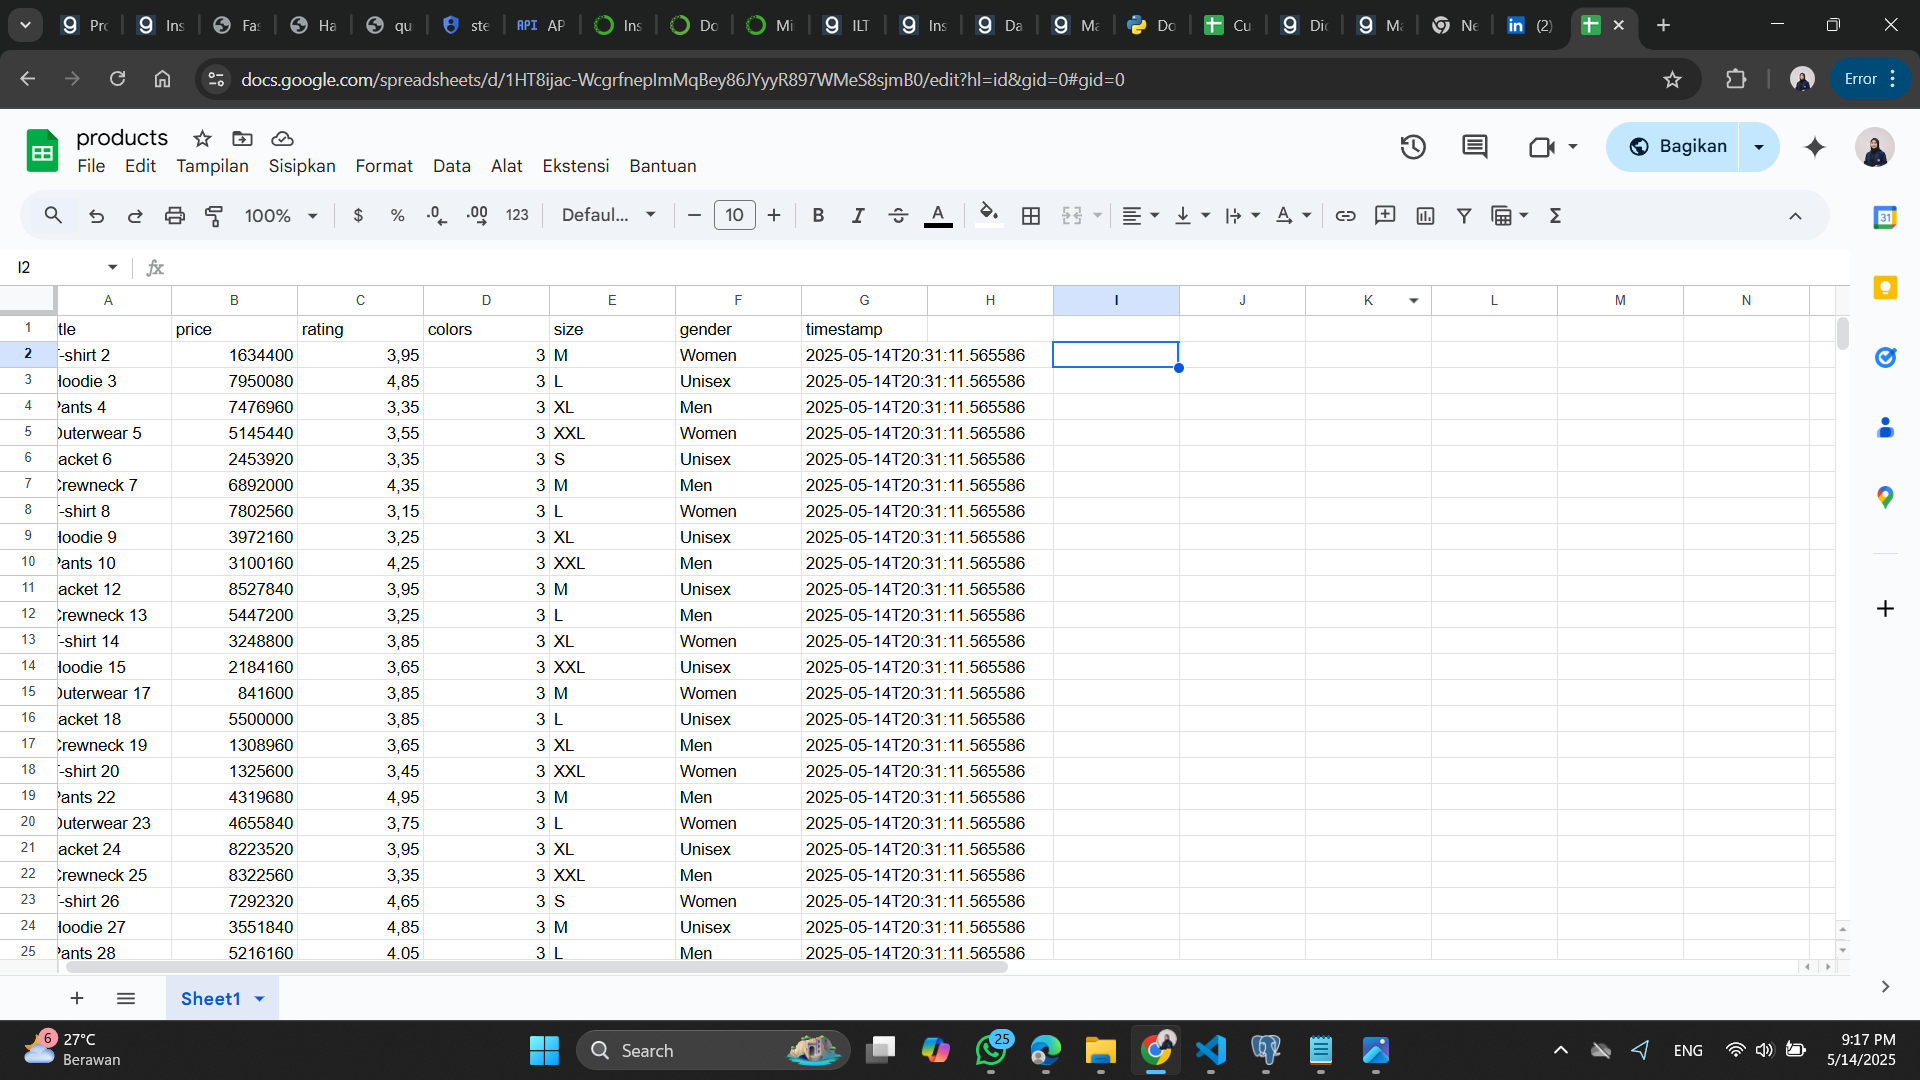 Pro
Ins
Fas
Ha
qu
ste
API AP
Ins
Do
Mi
ILT
Ins
Da
Ma
Do
Cu
Dic
Ma
Ne
(2)
docs.google.com/spreadsheets/d/1HT8ijac-WcgrfnepImMqBey86JYyyR897WMeS8sjmB0/edit?hl=id&gid=0#gid=0
Error
products
File Edit Tampilan Sisipkan Format Data Alat Ekstensi Bantuan
Bagikan
100% $ % .0 .00 123 Defaul... 10 B I A Σ
31
I2 fx
A B C D E F G H I J K L M N
1 tle price rating colors size gender timestamp
2 T-shirt 2 1634400 3,95 3 M Women 2025-05-14T20:31:11.565586
3 Hoodie 3 7950080 4,85 3 L Unisex 2025-05-14T20:31:11.565586
4 Pants 4 7476960 3,35 3 XL Men 2025-05-14T20:31:11.565586
5 Outerwear 5 5145440 3,55 3 XXL Women 2025-05-14T20:31:11.565586
6 acket 6 2453920 3,35 3 S Unisex 2025-05-14T20:31:11.565586
7 Crewneck 7 6892000 4,35 3 M Men 2025-05-14T20:31:11.565586
8 T-shirt 8 7802560 3,15 3 L Women 2025-05-14T20:31:11.565586
9 Hoodie 9 3972160 3,25 3 XL Unisex 2025-05-14T20:31:11.565586
10 Pants 10 3100160 4,25 3 XXL Men 2025-05-14T20:31:11.565586
11 acket 12 8527840 3,95 3 M Unisex 2025-05-14T20:31:11.565586
12 Crewneck 13 5447200 3,25 3 L Men 2025-05-14T20:31:11.565586
13 T-shirt 14 3248800 3,85 3 XL Women 2025-05-14T20:31:11.565586
14 Hoodie 15 2184160 3,65 3 XXL Unisex 2025-05-14T20:31:11.565586
15 Outerwear 17 841600 3,85 3 M Women 2025-05-14T20:31:11.565586
16 acket 18 5500000 3,85 3 L Unisex 2025-05-14T20:31:11.565586
17 Crewneck 19 1308960 3,65 3 XL Men 2025-05-14T20:31:11.565586
18 T-shirt 20 1325600 3,45 3 XXL Women 2025-05-14T20:31:11.565586
19 Pants 22 4319680 4,95 3 M Men 2025-05-14T20:31:11.565586
20 Outerwear 23 4655840 3,75 3 L Women 2025-05-14T20:31:11.565586
21 acket 24 8223520 3,95 3 XL Unisex 2025-05-14T20:31:11.565586
22 Crewneck 25 8322560 3,35 3 XXL Men 2025-05-14T20:31:11.565586
23 T-shirt 26 7292320 4,65 3 S Women 2025-05-14T20:31:11.565586
24 Hoodie 27 3551840 4,85 3 M Unisex 2025-05-14T20:31:11.565586
25 Pants 28 5216160 4,05 3 L Men 2025-05-14T20:31:11.565586
Sheet1
6 27°C
Berawan
Search
25
ENG
9:17 PM
5/14/2025